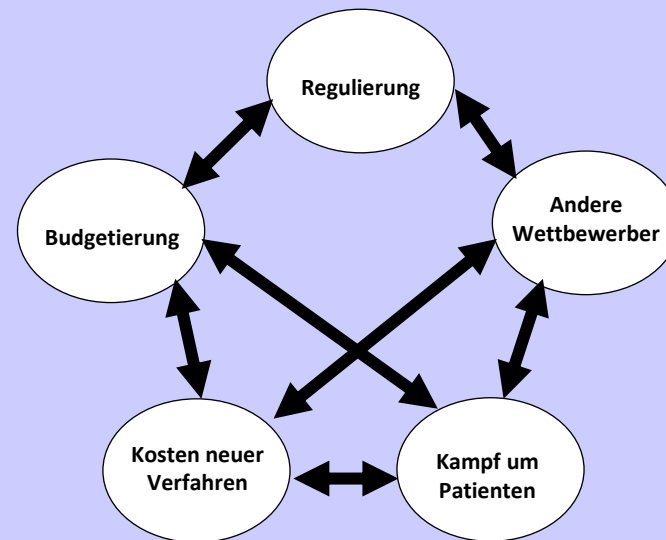 Regulierung
Andere
Wettbewerber
Budgetierung
Kosten neuer
Verfahren
Kampf um
Patienten